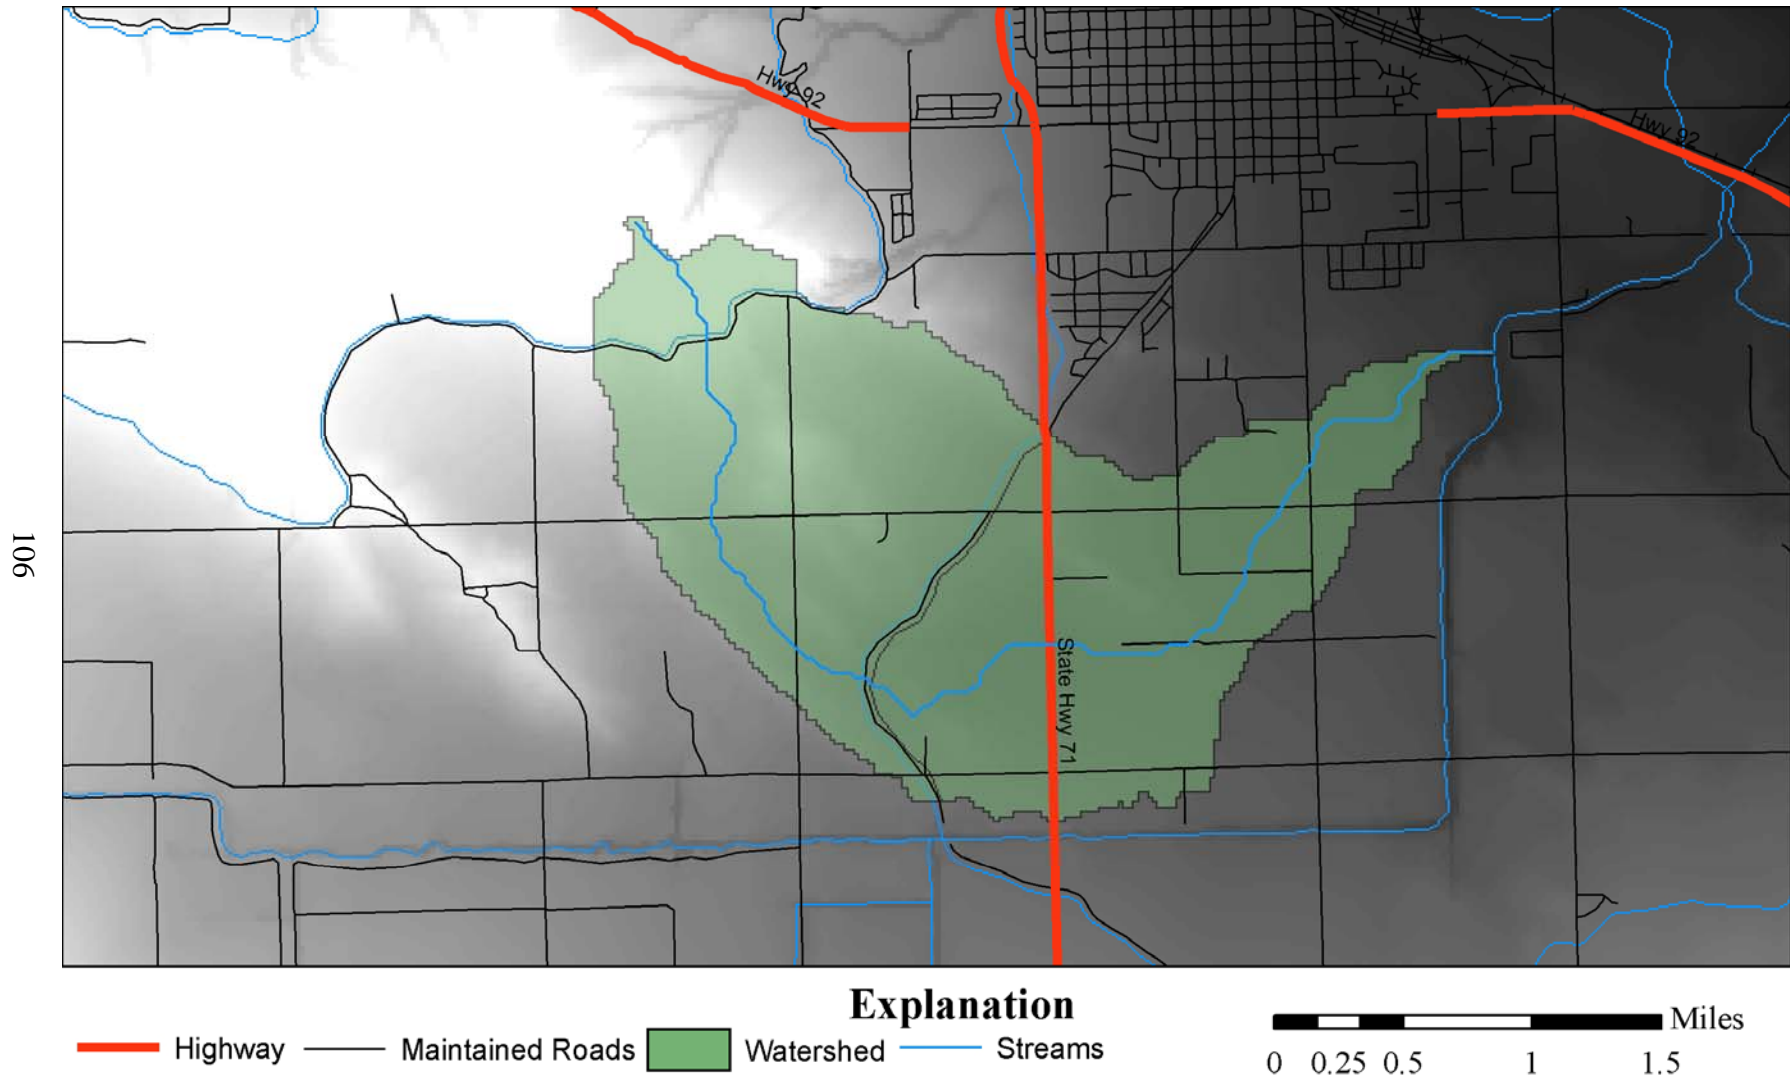 Hwy 92
Hwy 92
State Hwy 71
106
Explanation
Highway
Maintained Roads
Watershed
Streams
Miles
0 0.25 0.5 1 1.5